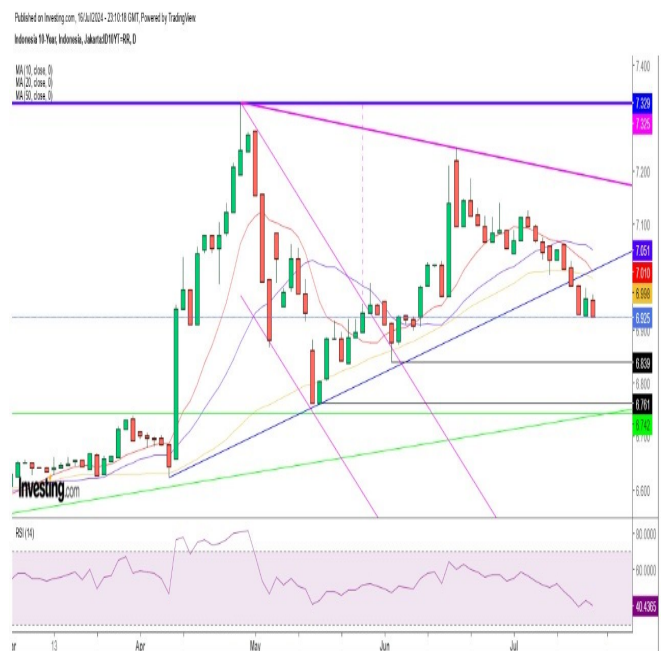 Published on Investing.com, 16/Jul/2024 - 23:10:18 GMT, Powered by TradingView
Indonesia 10-Year, Indonesia, Jakarta:ID10YT=RR, D
MA (10, close, 0)
MA (20, close, 0)
MA (50, close, 0)
7.400
7.329
7.325
7.200
7.100
7.051
7.010
6.998
6.925
6.900
6.839
6.800
6.761
6.742
6.700
6.600
Investing.com
RSI (14)
80.0000
60.0000
40.4365
13
Apr
May
Jun
Jul